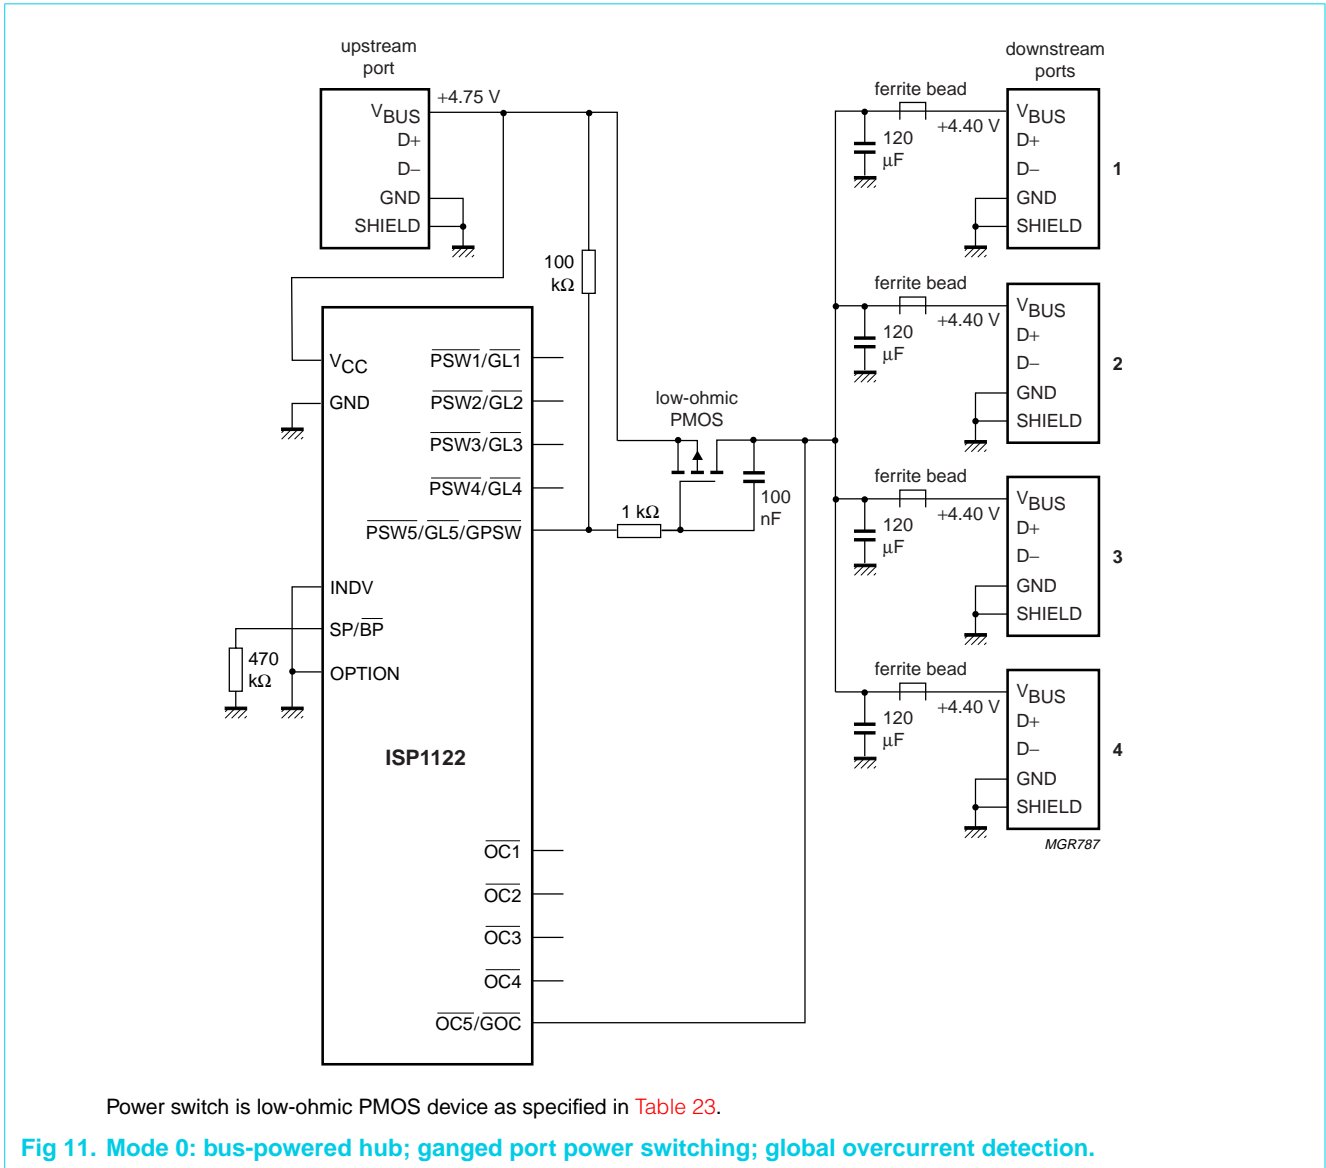 upstream
port
downstream
ports
+4.75 V
VBUS
D+
D−
GND
SHIELD
ferrite bead
120
μF
+4.40 V
VBUS
D+
D−
GND
SHIELD
1
100
kΩ
ferrite bead
120
μF
+4.40 V
VBUS
D+
D−
GND
SHIELD
2
VCC
GND
PSW1/GL1
PSW2/GL2
PSW3/GL3
PSW4/GL4
PSW5/GL5/GPSW
low-ohmic
PMOS
1 kΩ
100
nF
ferrite bead
120
μF
+4.40 V
VBUS
D+
D−
GND
SHIELD
3
INDV
SP/BP
OPTION
470
kΩ
ferrite bead
120
μF
+4.40 V
VBUS
D+
D−
GND
SHIELD
4
MGR787
ISP1122
OC1
OC2
OC3
OC4
OC5/GOC
Power switch is low-ohmic PMOS device as specified in Table 23.
Fig 11. Mode 0: bus-powered hub; ganged port power switching; global overcurrent detection.